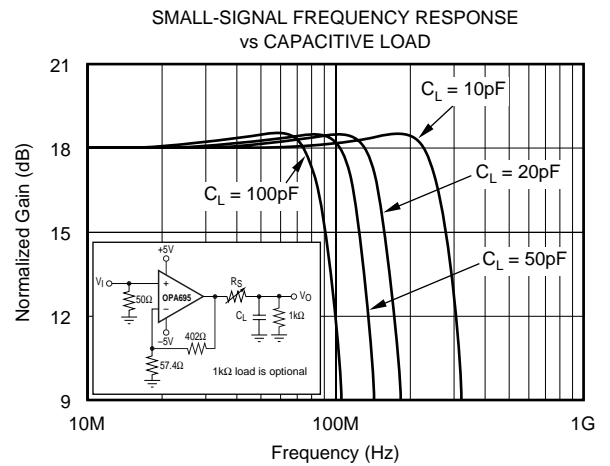 SMALL-SIGNAL FREQUENCY RESPONSE
vs CAPACITIVE LOAD
21
18
15
12
9
Normalized Gain (dB)
C_L = 10pF
C_L = 100pF
C_L = 20pF
C_L = 50pF
+5V
V_I
50Ω
+
OPA695
−
−5V
R_S
V_O
C_L
1kΩ
402Ω
57.4Ω
1kΩ load is optional
10M
100M
1G
Frequency (Hz)